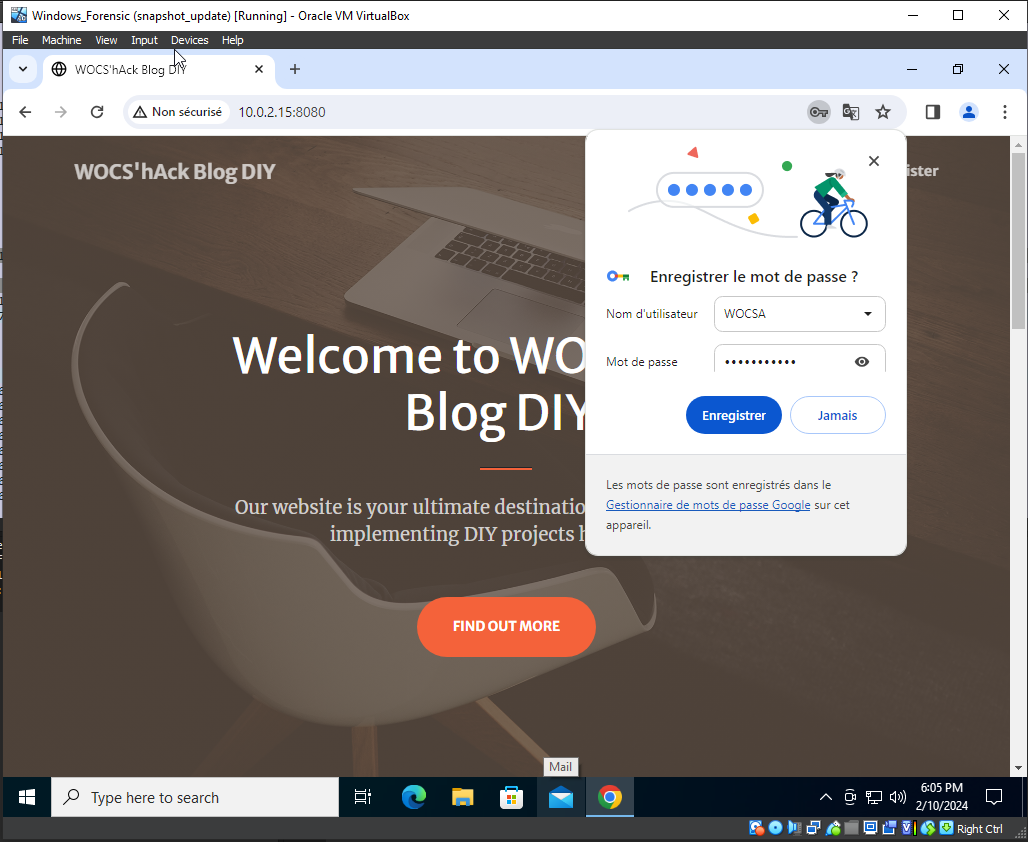 Windows_Forensic (snapshot_update) [Running] - Oracle VM VirtualBox
File Machine View Input Devices Help
WOCS'hAck Blog DIY
Non sécurisé 10.0.2.15:8080
WOCS'hAck Blog DIY
ister
Enregistrer le mot de passe ?
Nom d'utilisateur WOCSA
Mot de passe •••••••••••
Enregistrer Jamais
Les mots de passe sont enregistrés dans le
Gestionnaire de mots de passe Google sur cet
appareil.
Welcome to WO
Blog DIY
Our website is your ultimate destinatio
implementing DIY projects h
FIND OUT MORE
Mail
Type here to search
6:05 PM
2/10/2024
Right Ctrl